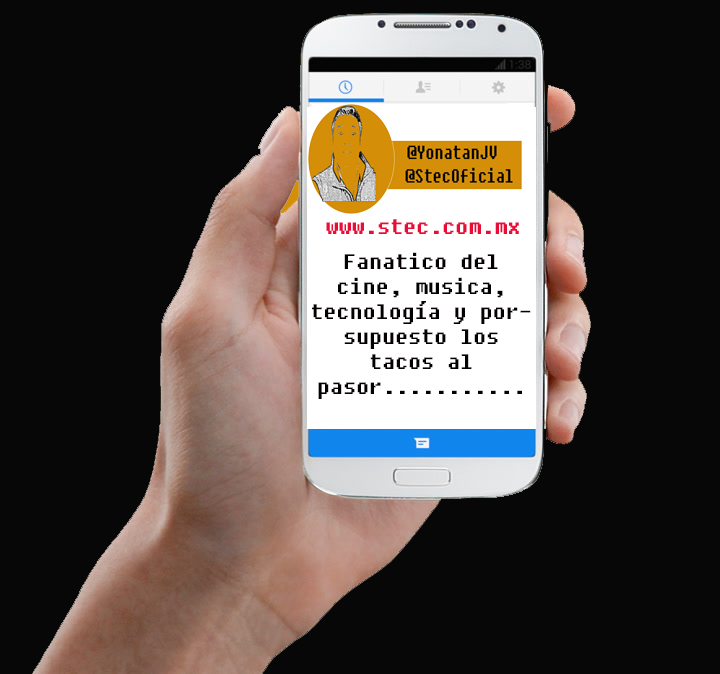 1:38
@YonatanJV
@StecOficial
www.stec.com.mx
Fanatico del
cine, musica,
tecnología y por-
supuesto los
tacos al
pasor...........